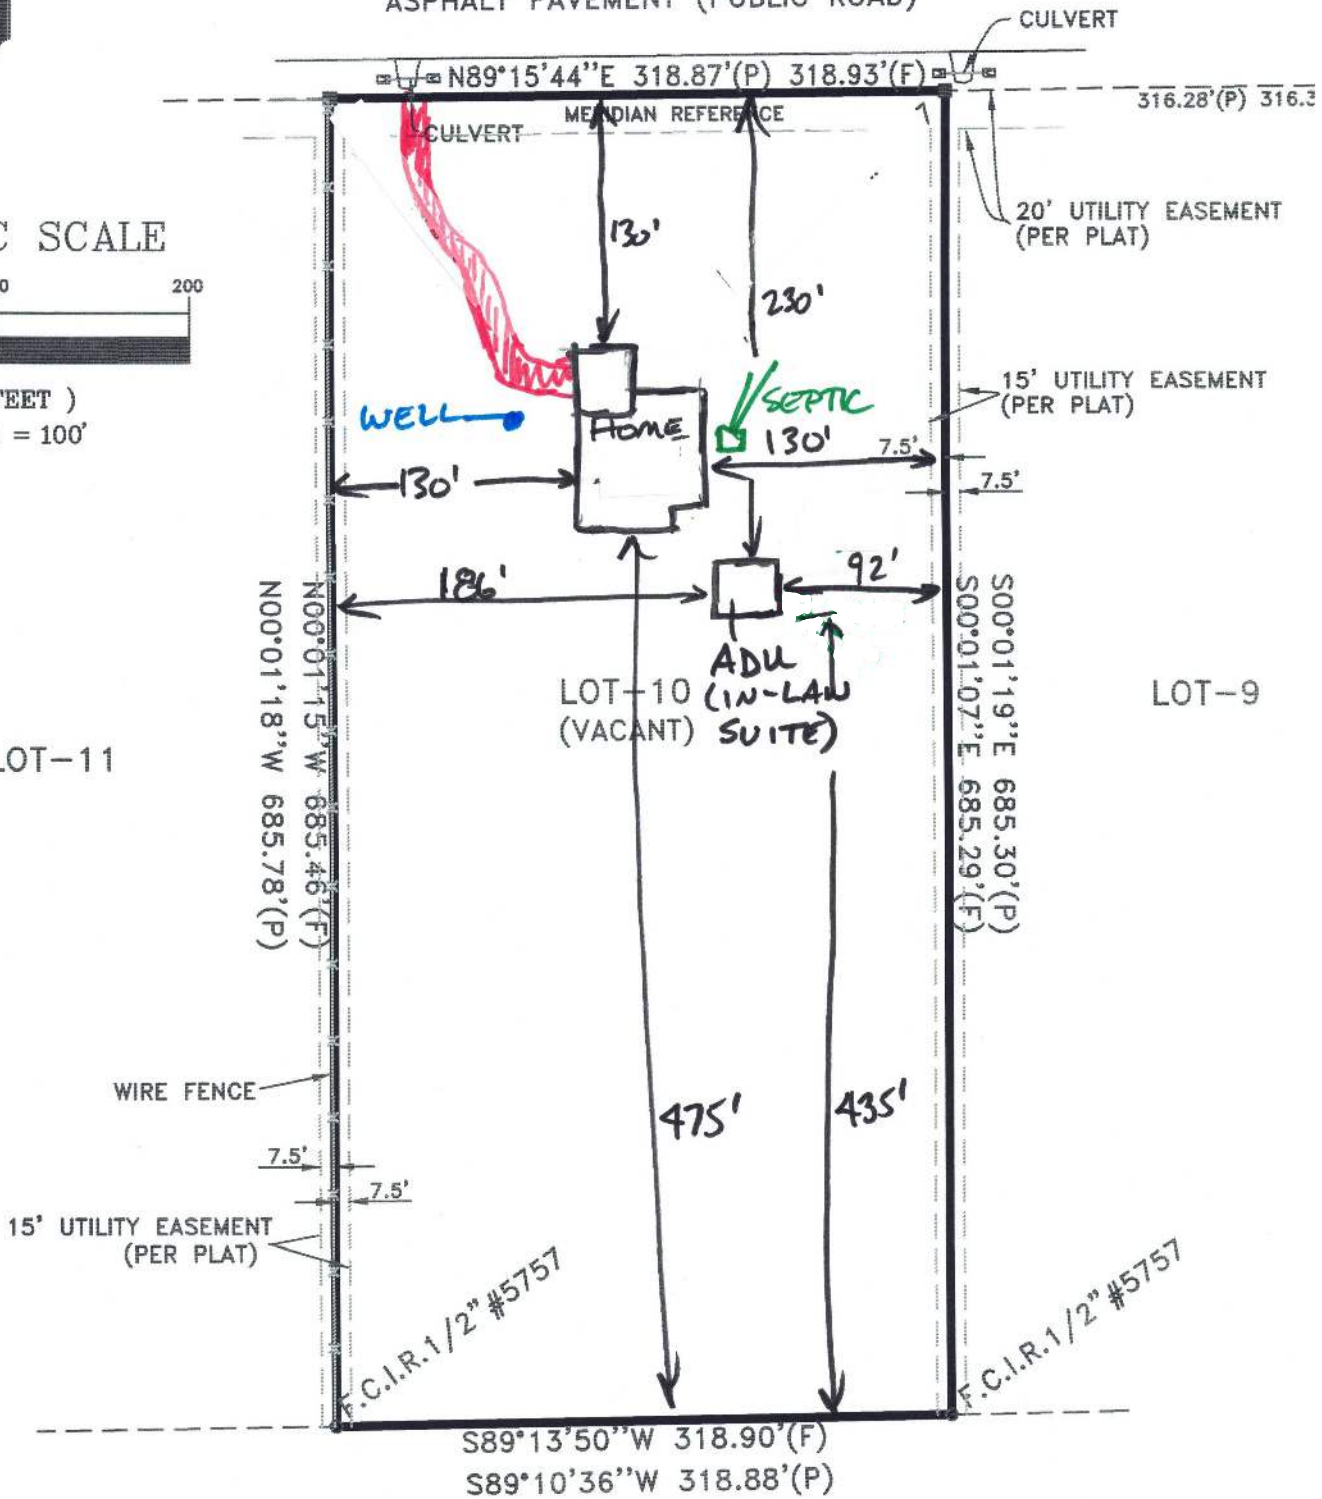 ASPHALT PAVEMENT (PUBLIC ROAD)
CULVERT
N89°15'44"E 318.87'(P) 318.93'(F)
316.28'(P)
MERIDIAN REFERENCE
CULVERT
130'
20' UTILITY EASEMENT
(PER PLAT)
SCALE
200
230'
= 100'
15' UTILITY EASEMENT
(PER PLAT)
WELL
HOME
SEPTIC
130'
7.5'
130'
7.5'
186'
92'
N00°01'18"W 685.78'(P)
N00°01'15"W 685.46'(F)
S00°01'07"E 685.29'(F)
S00°01'19"E 685.30'(P)
ADU
(IN-LAW
SUITE)
LOT-10
(VACANT)
LOT-9
LOT-11
WIRE FENCE
475'
435'
7.5'
7.5'
15' UTILITY EASEMENT
(PER PLAT)
F.C.I.R.1/2" #5757
F.C.I.R.1/2" #5757
S89°13'50"W 318.90'(F)
S89°10'36"W 318.88'(P)